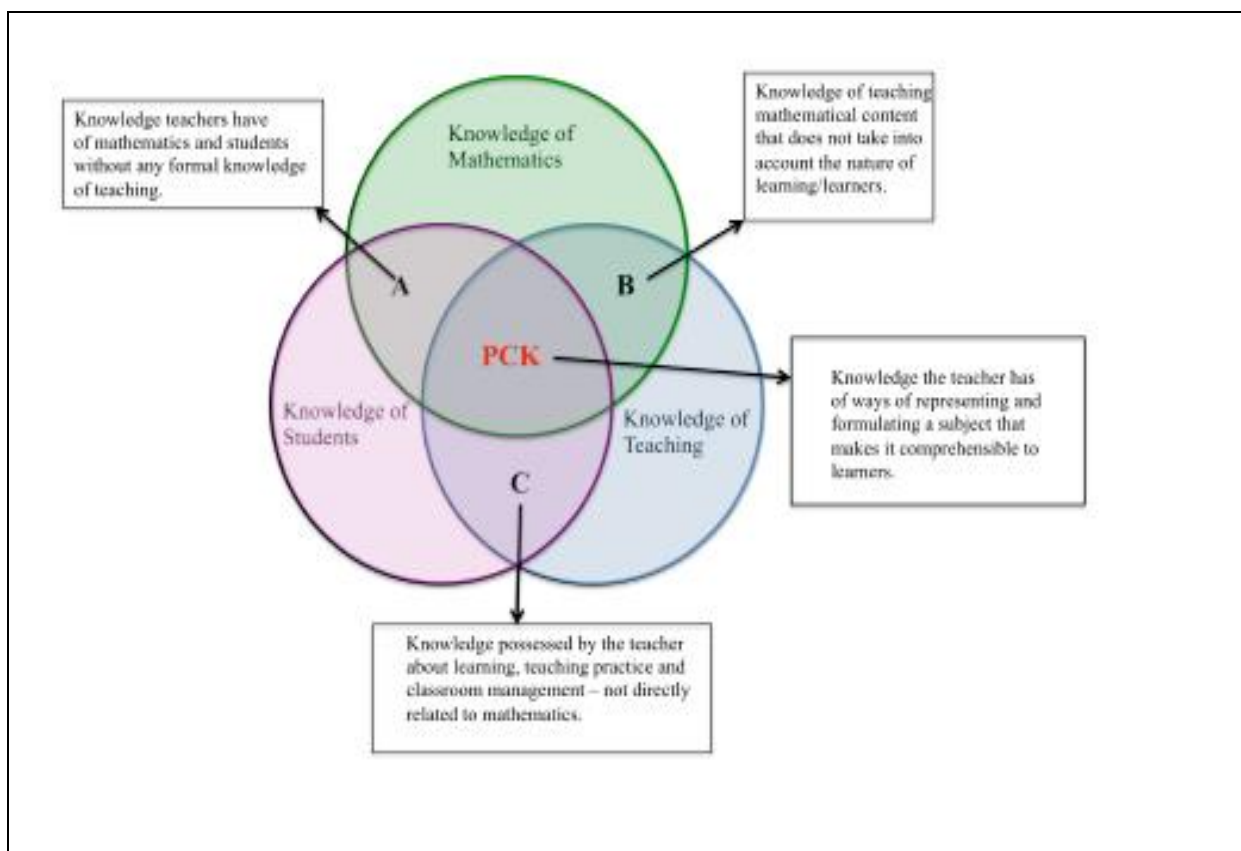 Knowledge teachers have
of mathematics and students
without any formal knowledge
of teaching.
Knowledge of
Mathematics
Knowledge of teaching
mathematical content
that does not take into
account the nature of
learning/learners.
A
B
PCK
Knowledge of
Students
Knowledge of
Teaching
Knowledge the teacher has
of ways of representing and
formulating a subject that
makes it comprehensible to
learners.
C
Knowledge possessed by the teacher
about learning, teaching practice and
classroom management – not directly
related to mathematics.